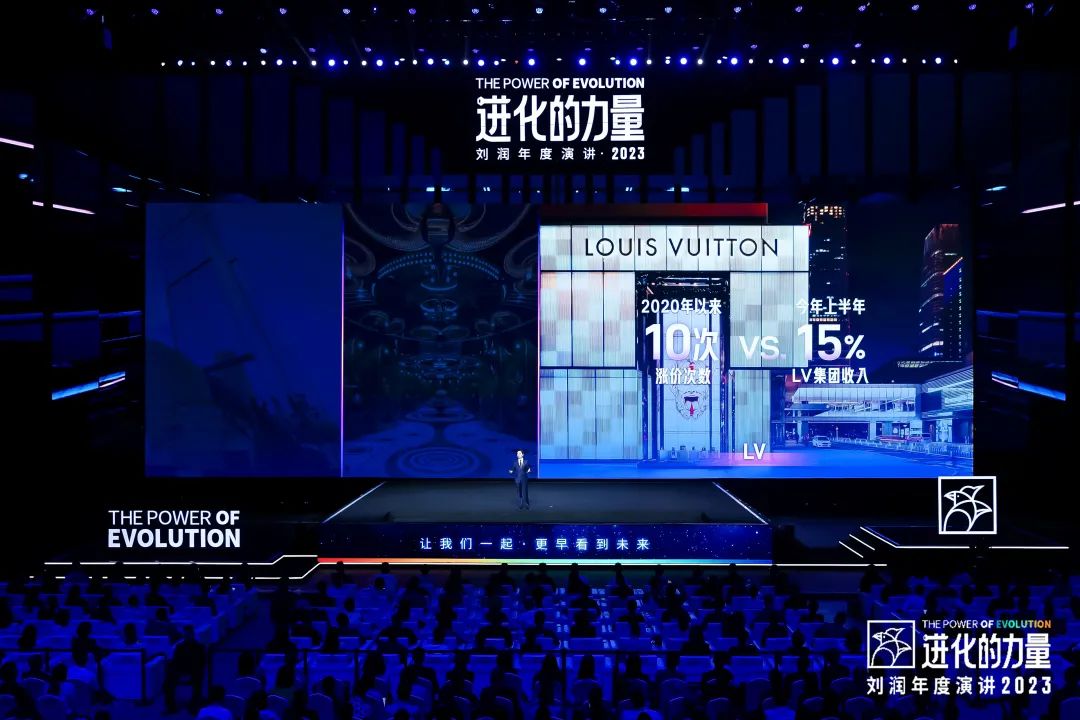 THE POWER OF EVOLUTION
进化的力量
刘润年度演讲·2023
LOUIS VUITTON
2020年以来
10次
涨价次数
VS.
今年上半年
15%
LV集团收入
LV
THE POWER OF
EVOLUTION
让我们一起·更早看到未来
THE POWER OF EVOLUTION
进化的力量
刘润年度演讲2023